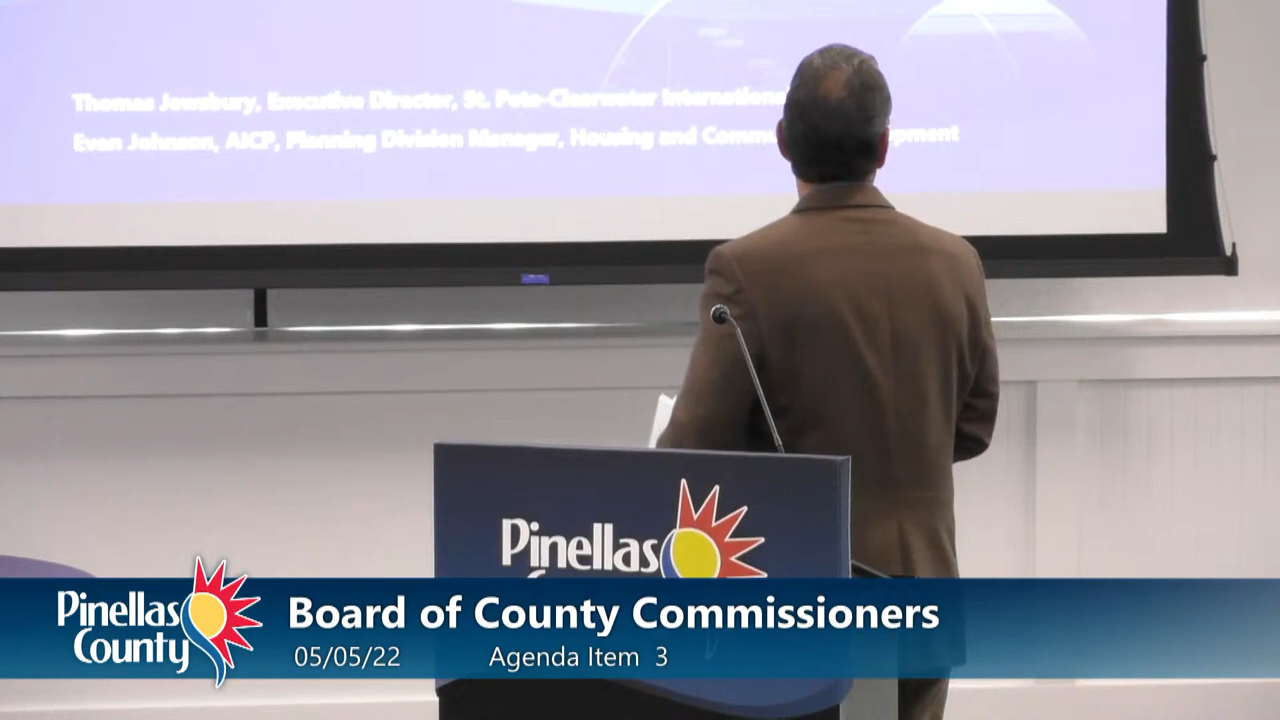 Thomas Jewsbury, Executive Director, St. Pete-Clearwater International
Evan Johnson, AICP, Planning Division Manager, Housing and
Pinellas
Pinellas
County
Board of County Commissioners
05/05/22 Agenda Item 3